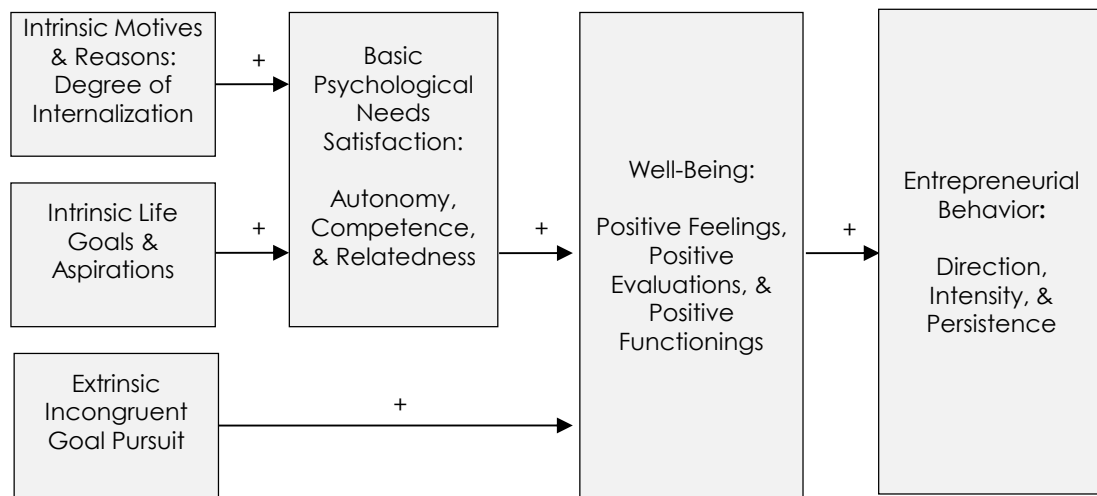 Intrinsic Motives
& Reasons:
Degree of
Internalization
+
Basic
Psychological
Needs
Satisfaction:
Autonomy,
Competence,
& Relatedness
Intrinsic Life
Goals &
Aspirations
+
+
Well-Being:
Positive Feelings,
Positive
Evaluations, &
Positive
Functionings
+
Entrepreneurial
Behavior:
Direction,
Intensity, &
Persistence
Extrinsic
Incongruent
Goal Pursuit
+